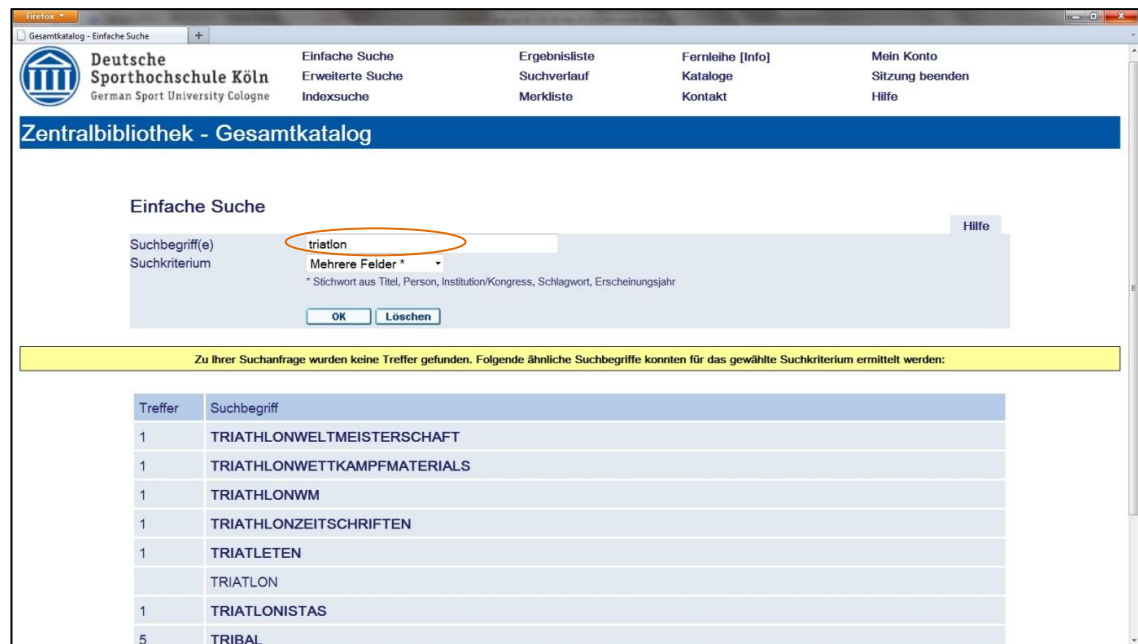 Firefox
Gesamtkatalog - Einfache Suche +
Deutsche
Sporthochschule Köln
German Sport University Cologne
Einfache Suche Ergebnisliste Fernleihe [Info] Mein Konto
Erweiterte Suche Suchverlauf Kataloge Sitzung beenden
Indexsuche Merkliste Kontakt Hilfe
Zentralbibliothek - Gesamtkatalog
Einfache Suche
Hilfe
Suchbegriff(e) triatlon
Suchkriterium Mehrere Felder *
* Stichwort aus Titel, Person, Institution/Kongress, Schlagwort, Erscheinungsjahr
OK Löschen
Zu Ihrer Suchanfrage wurden keine Treffer gefunden. Folgende ähnliche Suchbegriffe konnten für das gewählte Suchkriterium ermittelt werden:
Treffer Suchbegriff
1 TRIATHLONWELTMEISTERSCHAFT
1 TRIATHLONWETTKAMPFMATERIALS
1 TRIATHLONWM
1 TRIATHLONZEITSCHRIFTEN
1 TRIATLETEN
TRIATLON
1 TRIATLONISTAS
5 TRIBAL